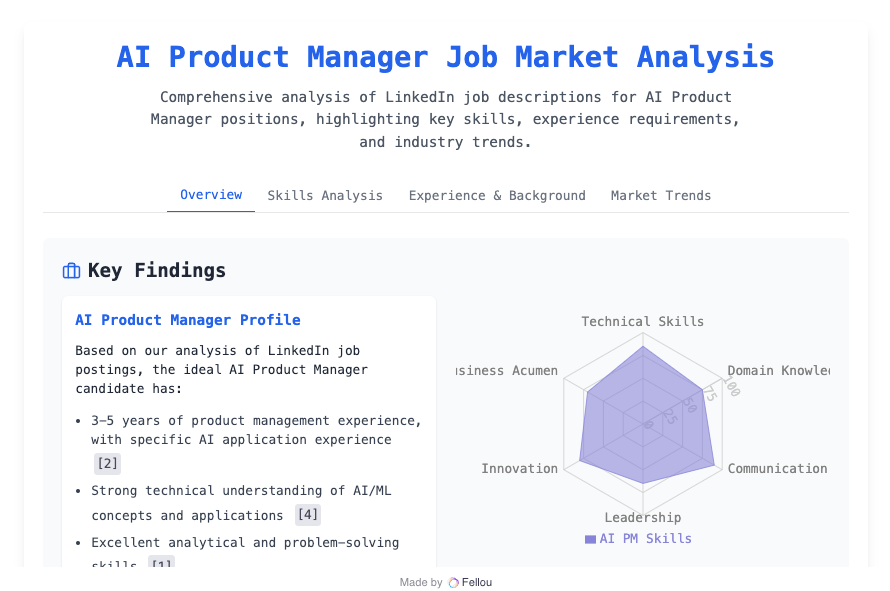 AI Product Manager Job Market Analysis
Comprehensive analysis of LinkedIn job descriptions for AI Product
Manager positions, highlighting key skills, experience requirements,
and industry trends.
Overview Skills Analysis Experience & Background Market Trends
Key Findings
AI Product Manager Profile
Based on our analysis of LinkedIn job
postings, the ideal AI Product Manager
candidate has:
• 3–5 years of product management experience,
with specific AI application experience
[2]
• Strong technical understanding of AI/ML
concepts and applications [4]
• Excellent analytical and problem–solving
skills [1]
Technical Skills
Domain
Communication
Leadership
Innovation
Acumen
0
25
50
75
100
AI PM Skills
Made by Fellou